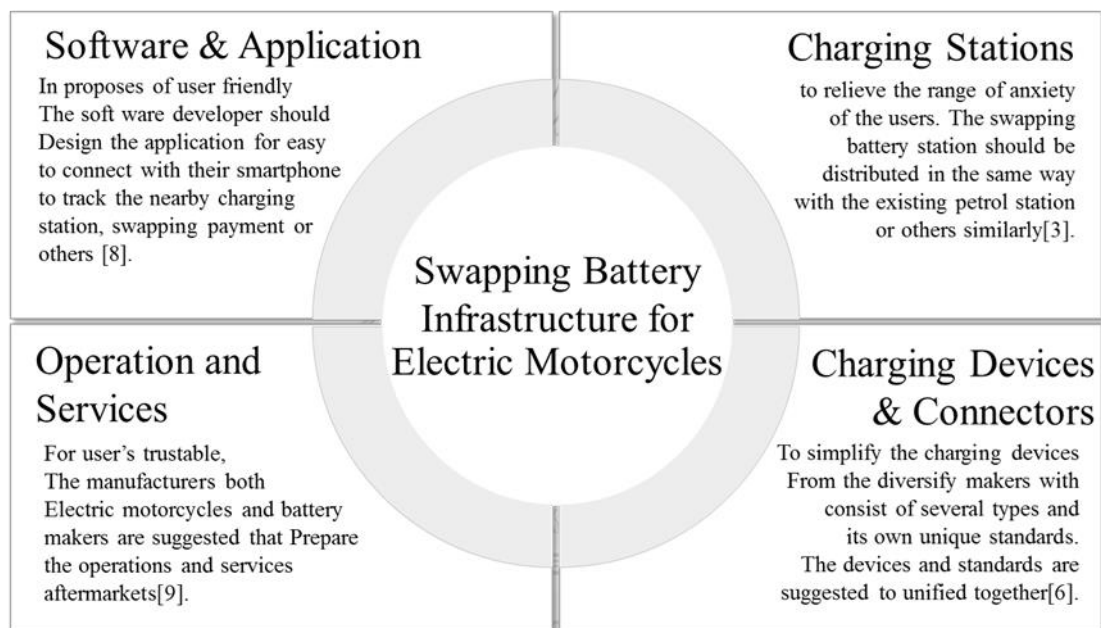 Software & Application
In proposes of user friendly
The soft ware developer should
Design the application for easy
to connect with their smartphone
to track the nearby charging
station, swapping payment or
others [8].
Charging Stations
to relieve the range of anxiety
of the users. The swapping
battery station should be
distributed in the same way
with the existing petrol station
or others similarly[3].
Swapping Battery
Infrastructure for
Electric Motorcycles
Operation and
Services
For user's trustable,
The manufacturers both
Electric motorcycles and battery
makers are suggested that Prepare
the operations and services
aftermarkets[9].
Charging Devices
& Connectors
To simplify the charging devices
From the diversify makers with
consist of several types and
its own unique standards.
The devices and standards are
suggested to unified together[6].